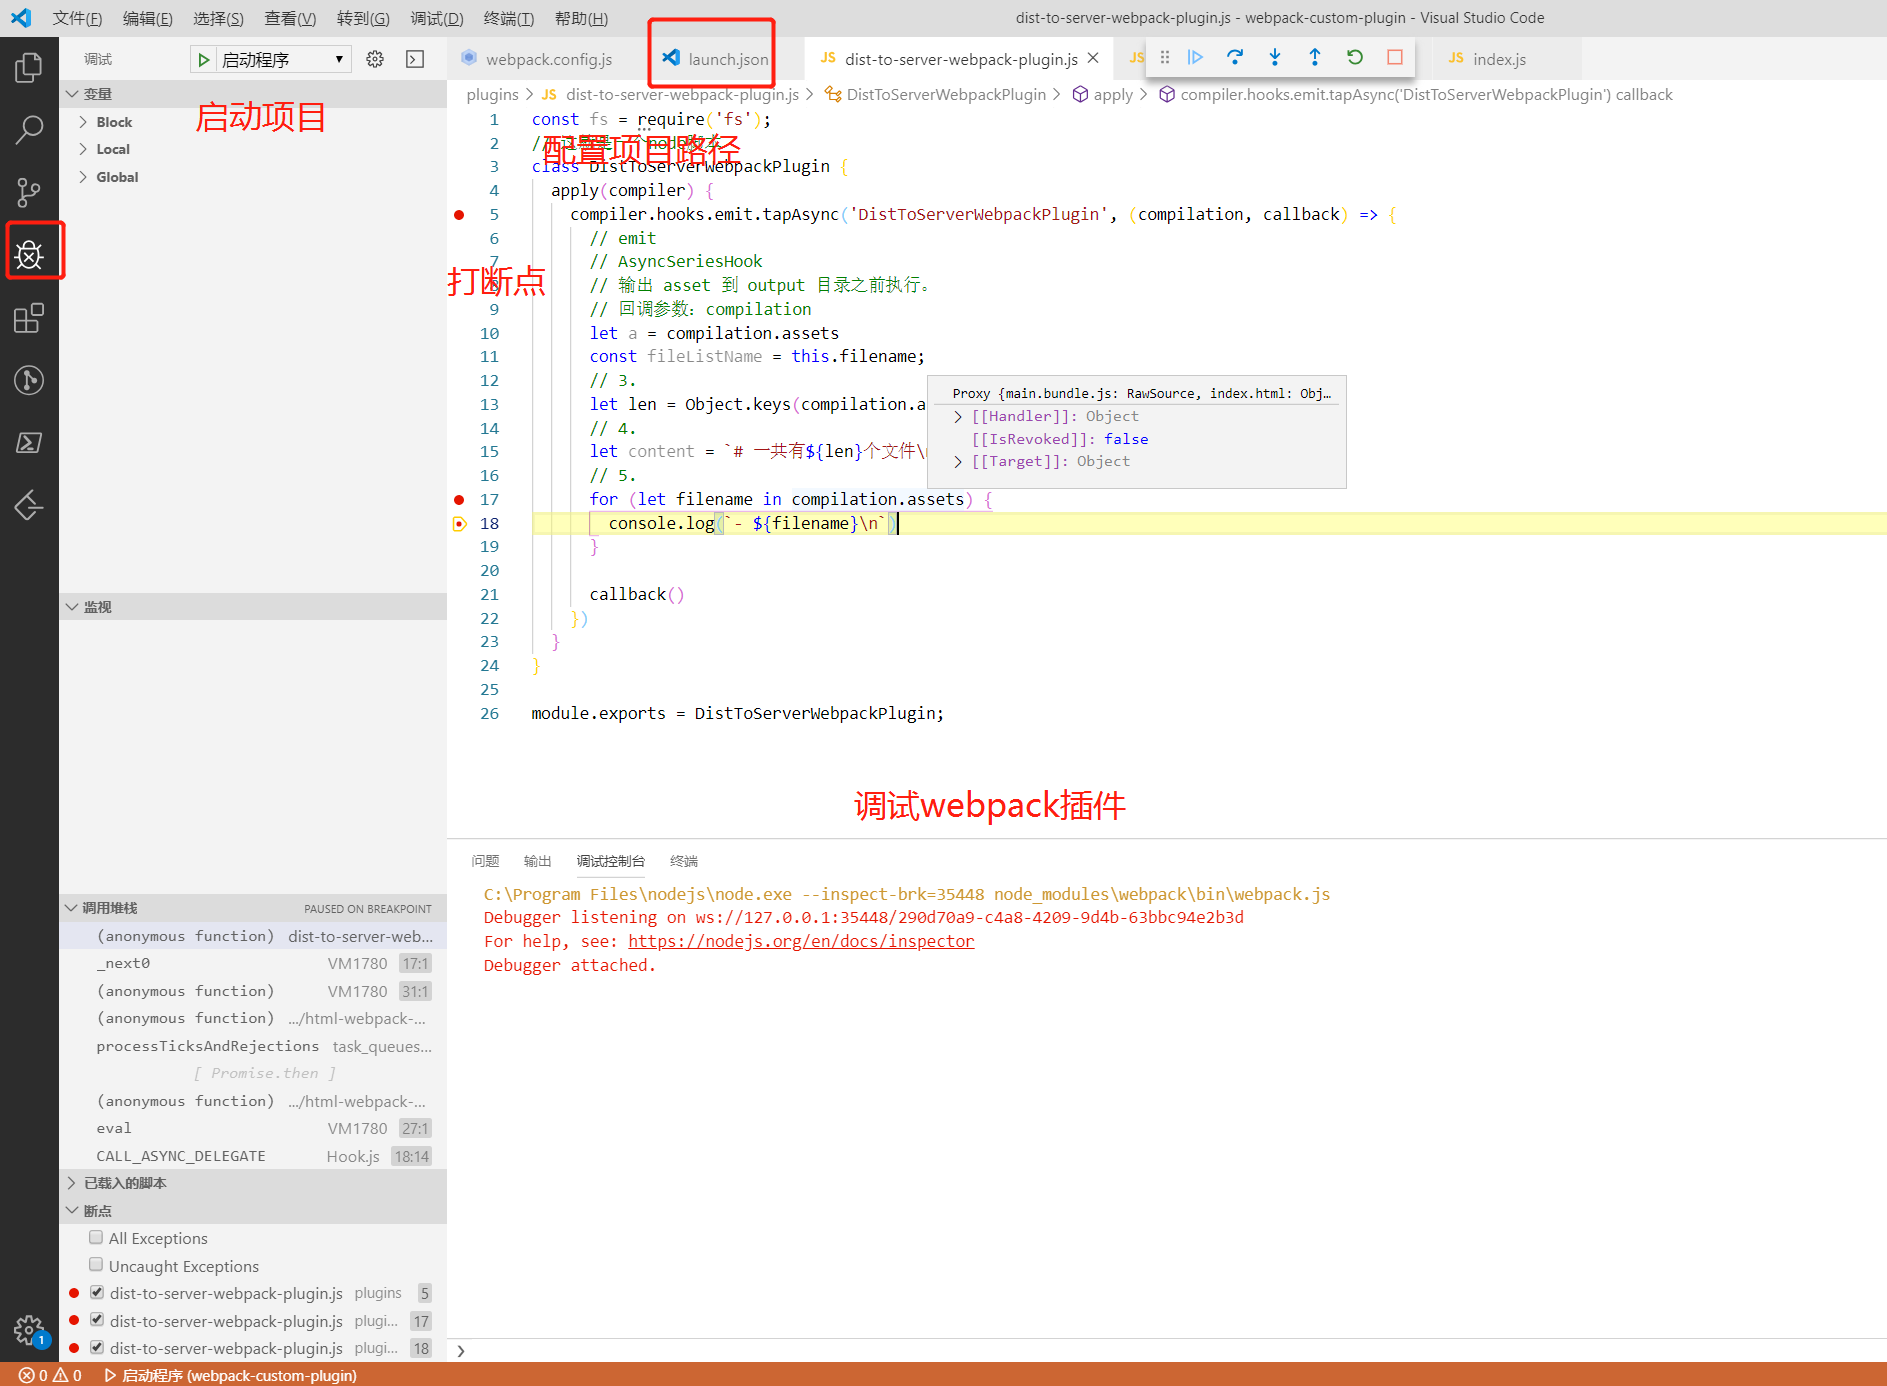 文件(F) 编辑(E) 选择(S) 查看(V) 转到(G) 调试(D) 终端(T) 帮助(H)
dist-to-server-webpack-plugin.js - webpack-custom-plugin - Visual Studio Code
调试 启动程序
webpack.config.js launch.json JS dist-to-server-webpack-plugin.js JS JS index.js
变量
启动项目
Block
Local
Global
监视
调用堆栈 PAUSED ON BREAKPOINT
(anonymous function) dist-to-server-web...
_next0 VM1780 17:1
(anonymous function) VM1780 31:1
(anonymous function) .../html-webpack-...
processTicksAndRejections task_queues...
[ Promise.then ]
(anonymous function) .../html-webpack-...
eval VM1780 27:1
CALL_ASYNC_DELEGATE Hook.js 18:14
已载入的脚本
断点
All Exceptions
Uncaught Exceptions
dist-to-server-webpack-plugin.js plugins 5
dist-to-server-webpack-plugin.js plugi... 17
dist-to-server-webpack-plugin.js plugi... 18
plugins > JS dist-to-server-webpack-plugin.js > DistToServerWebpackPlugin > apply > compiler.hooks.emit.tapAsync('DistToServerWebpackPlugin') callback
1 const fs = require('fs');
2 //
配置项目路径
3 class DistToServerWebpackPlugin {
4 apply(compiler) {
5 compiler.hooks.emit.tapAsync('DistToServerWebpackPlugin', (compilation, callback) => {
6 // emit
7 // AsyncSeriesHook
打断点
// 输出 asset 到 output 目录之前执行。
9 // 回调参数: compilation
10 let a = compilation.assets
11 const fileListName = this.filename;
12 // 3.
13 let len = Object.keys(compilation.a
14 // 4.
15 let content = `# 一共有${len}个文件\
16 // 5.
17 for (let filename in compilation.assets) {
18 console.log(`- ${filename}\n`)
19 }
20
21 callback()
22 })
23 }
24 }
25
26 module.exports = DistToServerWebpackPlugin;
Proxy {main.bundle.js: RawSource, index.html: Obj…
[[Handler]]: Object
[[IsRevoked]]: false
[[Target]]: Object
调试webpack插件
问题 输出 调试控制台 终端
C:\Program Files\nodejs\node.exe --inspect-brk=35448 node_modules\webpack\bin\webpack.js
Debugger listening on ws://127.0.0.1:35448/290d70a9-c4a8-4209-9d4b-63bbc94e2b3d
For help, see: https://nodejs.org/en/docs/inspector
Debugger attached.
1
0 0 启动程序 (webpack-custom-plugin)